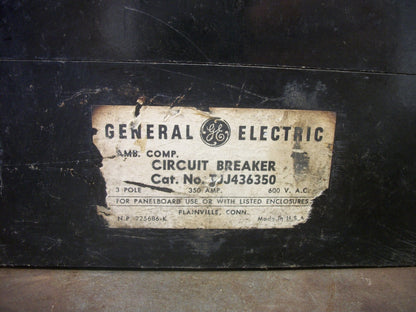 GENERAL GE ELECTRIC
AMB. COMP.
CIRCUIT BREAKER
Cat. No. TJJ436350
3 POLE 350 AMP. 600 V. A.C.
FOR PANELBOARD USE OR WITH LISTED ENCLOSURES
PLAINVILLE, CONN.
N.P. Made in U.S.A.